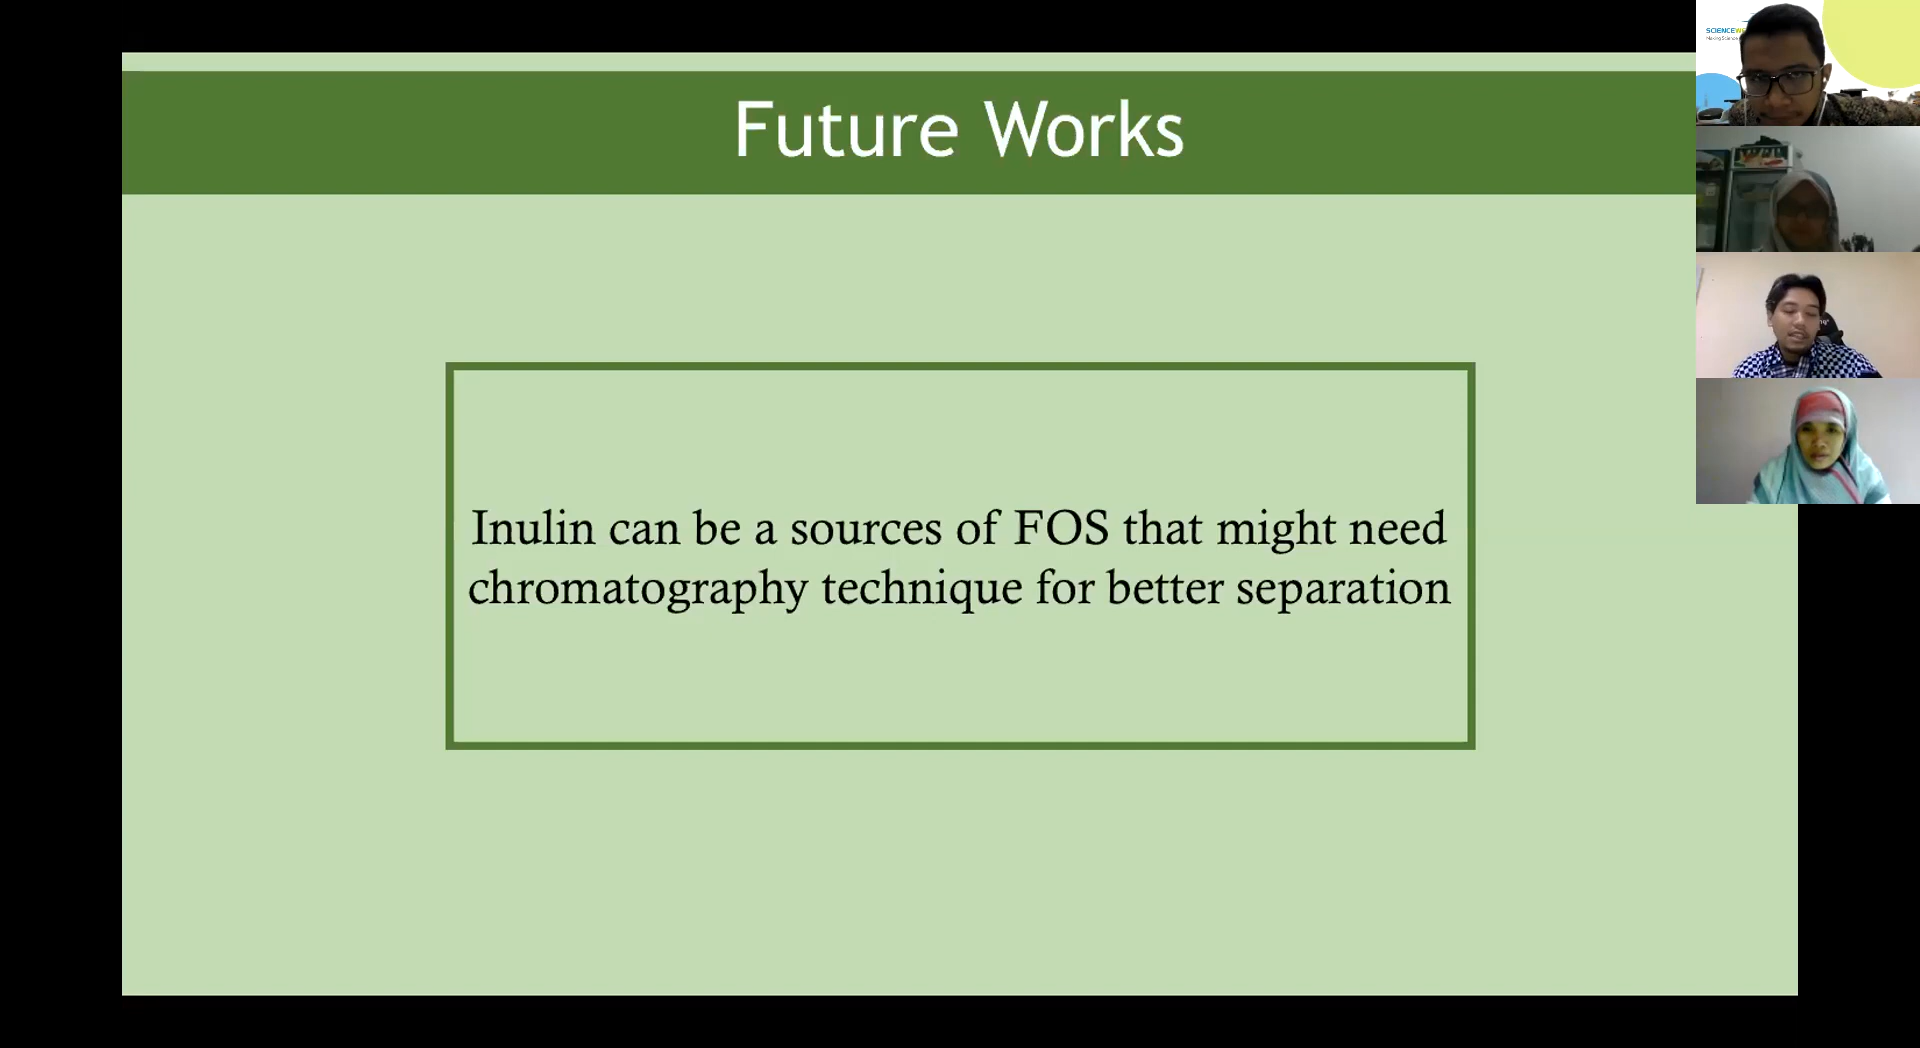 Future Works
Inulin can be a sources of FOS that might need
chromatography technique for better separation